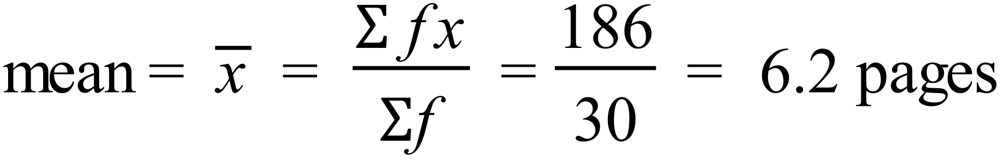 mean = x̅ = Σfx / Σf = 186 / 30 = 6.2 pages